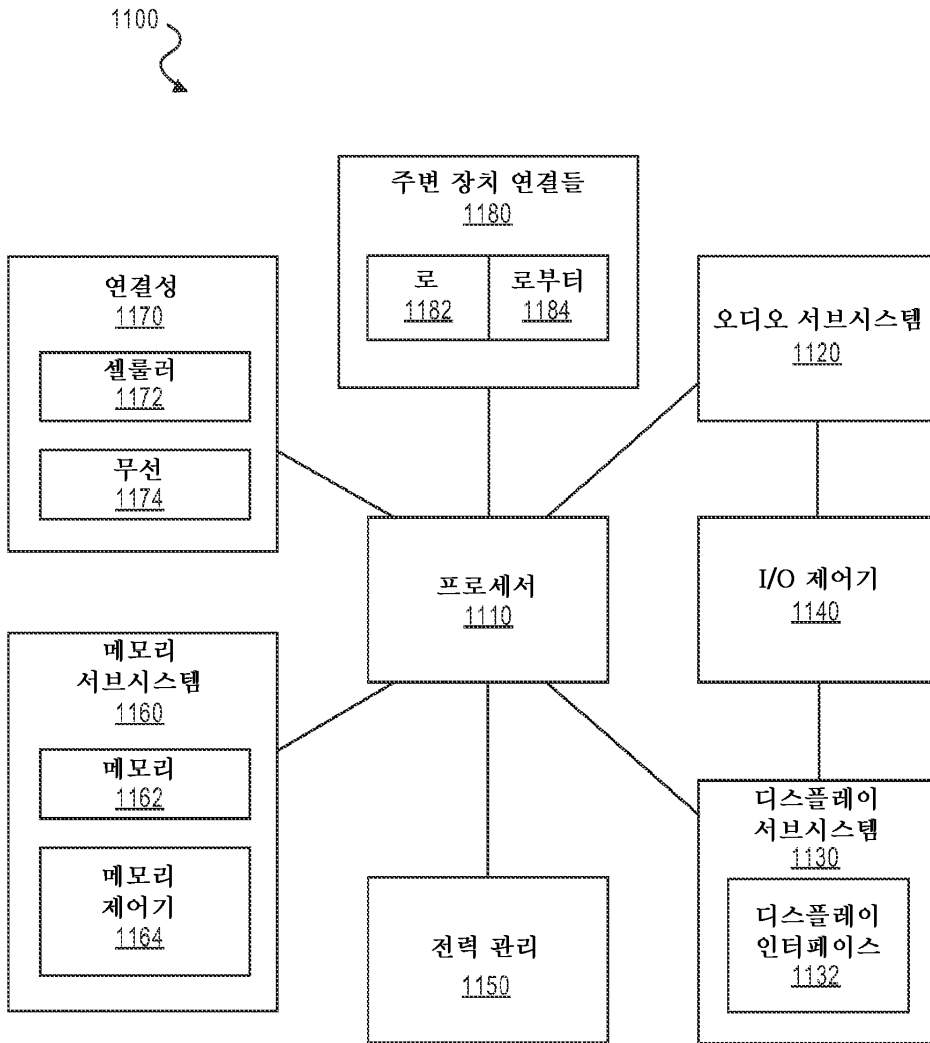 1100
주변 장치 연결들
1180
로
1182
로부터
1184
연결성
1170
셀룰러
1172
무선
1174
오디오 서브시스템
1120
프로세서
1110
I/O 제어기
1140
메모리
서브시스템
1160
메모리
1162
메모리
제어기
1164
전력 관리
1150
디스플레이
서브시스템
1130
디스플레이
인터페이스
1132